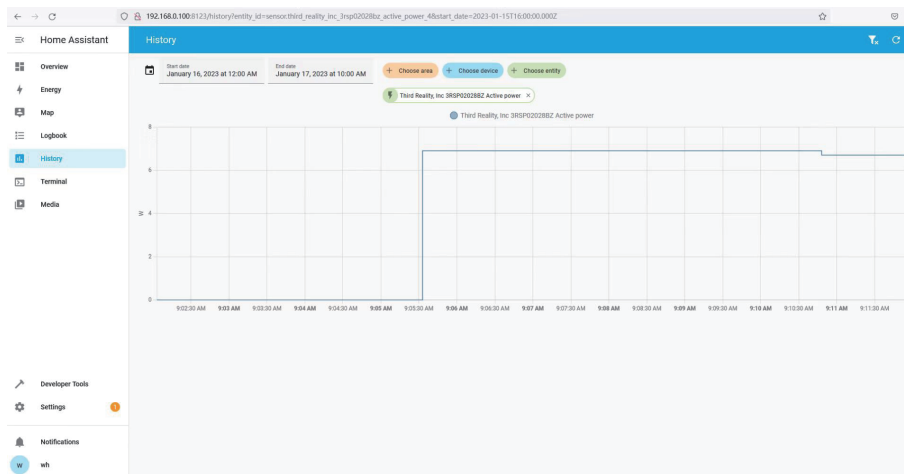 192.168.0.100:8123/history?entity_id=sensor.third_reality_inc_3rsp02028bz_active_power_4&start_date=2023-01-15T16:00:00.000Z
Home Assistant
History
Overview
Energy
Map
Logbook
History
Terminal
Media
Start date
January 16, 2023 at 12:00 AM
End date
January 17, 2023 at 10:00 AM
+ Choose area
+ Choose device
+ Choose entity
Third Reality, Inc 3RSP02028BZ Active power ×
Third Reality, Inc 3RSP02028BZ Active power
8
6
W 4
2
0
9:02:30 AM 9:03 AM 9:03:30 AM 9:04 AM 9:04:30 AM 9:05 AM 9:05:30 AM 9:06 AM 9:06:30 AM 9:07 AM 9:07:30 AM 9:08 AM 9:08:30 AM 9:09 AM 9:09:30 AM 9:10 AM 9:10:30 AM 9:11 AM 9:11:30 AM
Developer Tools
Settings 1
Notifications
w wh